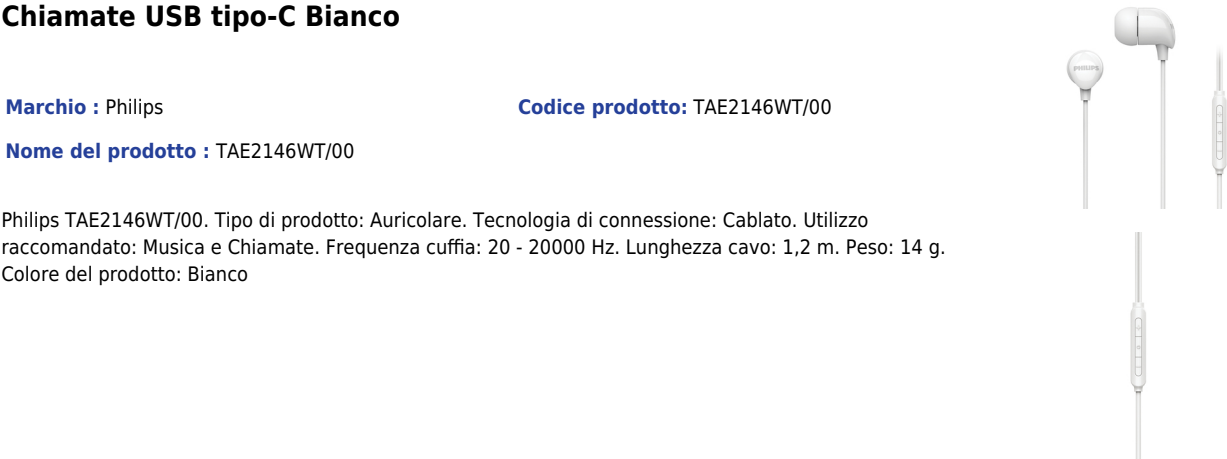 Chiamate USB tipo-C Bianco
Marchio : Philips
Codice prodotto: TAE2146WT/00
Nome del prodotto : TAE2146WT/00
Philips TAE2146WT/00. Tipo di prodotto: Auricolare. Tecnologia di connessione: Cablato. Utilizzo
raccomandato: Musica e Chiamate. Frequenza cuffia: 20 - 20000 Hz. Lunghezza cavo: 1,2 m. Peso: 14 g.
Colore del prodotto: Bianco
PHILIPS